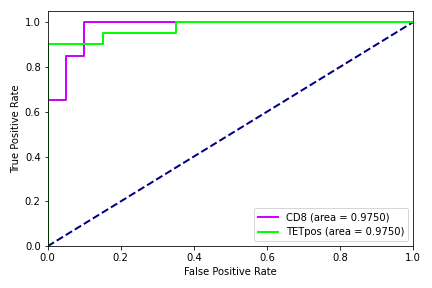 1.0
0.8
0.6
0.4
0.2
0.0
True Positive Rate
CD8 (area = 0.9750)
TETpos (area = 0.9750)
0.0 0.2 0.4 0.6 0.8 1.0
False Positive Rate